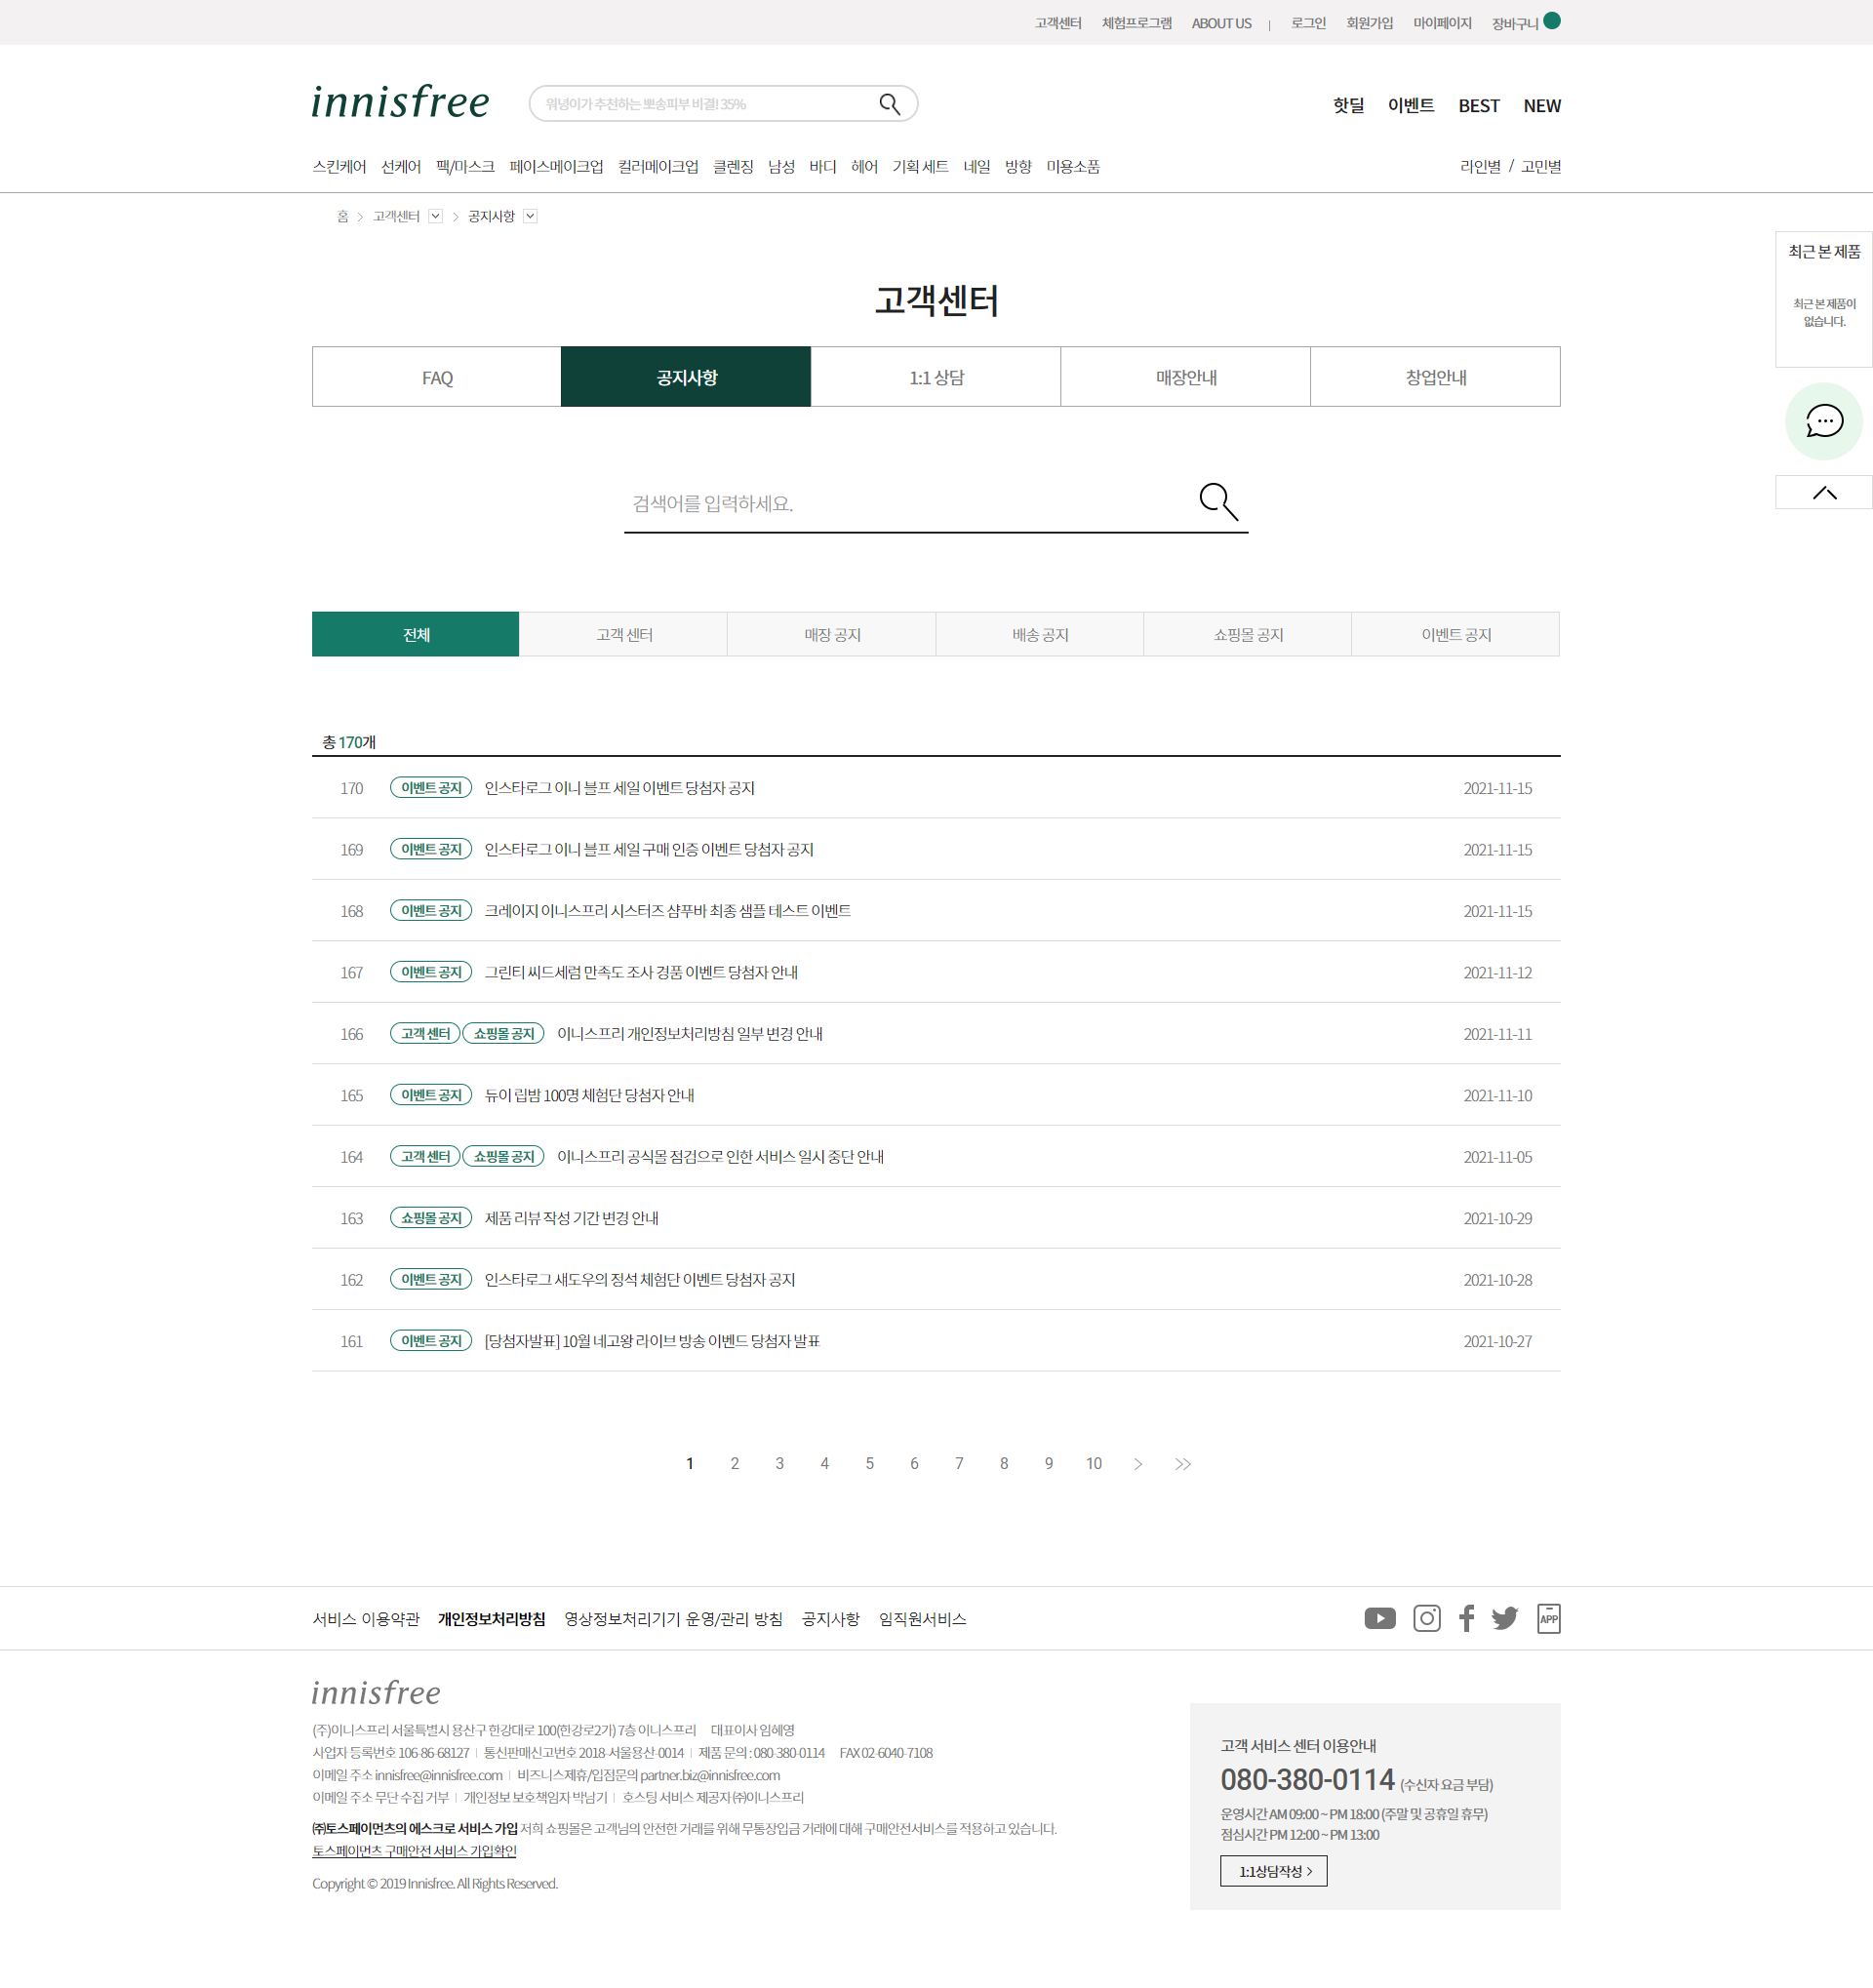 고객센터 체험프로그램 ABOUT US | 로그인 회원가입 마이페이지 장바구니
innisfree
워녕이가 추천하는 뽀송피부 비결! 35%
핫딜 이벤트 BEST NEW
스킨케어 선케어 팩/마스크 페이스메이크업 컬러메이크업 클렌징 남성 바디 헤어 기획 세트 네일 방향 미용소품
라인별 / 고민별
홈 > 고객센터 > 공지사항
최근 본 제품
최근 본 제품이
없습니다.
고객센터
FAQ 공지사항 1:1 상담 매장안내 창업안내
검색어를 입력하세요.
전체 고객 센터 매장 공지 배송 공지 쇼핑몰 공지 이벤트 공지
총 170개
170 이벤트 공지 인스타로그 이니 블프 세일 이벤트 당첨자 공지 2021-11-15
169 이벤트 공지 인스타로그 이니 블프 세일 구매 인증 이벤트 당첨자 공지 2021-11-15
168 이벤트 공지 크레이지 이니스프리 시스터즈 샴푸바 최종 샘플 테스트 이벤트 2021-11-15
167 이벤트 공지 그린티 씨드세럼 만족도 조사 경품 이벤트 당첨자 안내 2021-11-12
166 고객 센터 쇼핑몰 공지 이니스프리 개인정보처리방침 일부 변경 안내 2021-11-11
165 이벤트 공지 듀이 립밤 100명 체험단 당첨자 안내 2021-11-10
164 고객 센터 쇼핑몰 공지 이니스프리 공식몰 점검으로 인한 서비스 일시 중단 안내 2021-11-05
163 쇼핑몰 공지 제품 리뷰 작성 기간 변경 안내 2021-10-29
162 이벤트 공지 인스타로그 섀도우의 정석 체험단 이벤트 당첨자 공지 2021-10-28
161 이벤트 공지 [당첨자발표] 10월 네고왕 라이브 방송 이벤드 당첨자 발표 2021-10-27
1 2 3 4 5 6 7 8 9 10 > >>
서비스 이용약관 개인정보처리방침 영상정보처리기기 운영/관리 방침 공지사항 임직원서비스
APP
innisfree
(주)이니스프리 서울특별시 용산구 한강대로 100(한강로2가) 7층 이니스프리 대표이사 임혜영
사업자 등록번호 106-86-68127 | 통신판매신고번호 2018-서울용산-0014 | 제품 문의 : 080-380-0114 FAX 02-6040-7108
이메일 주소 innisfree@innisfree.com | 비즈니스제휴/입점문의 partner.biz@innisfree.com
이메일 주소 무단 수집 거부 | 개인정보 보호책임자 박남기 | 호스팅 서비스 제공자 ㈜이니스프리
㈜토스페이먼츠의 에스크로 서비스 가입 저희 쇼핑몰은 고객님의 안전한 거래를 위해 무통장입금 거래에 대해 구매안전서비스를 적용하고 있습니다.
토스페이먼츠 구매안전 서비스 가입확인
Copyright © 2019 Innisfree. All Rights Reserved.
고객 서비스 센터 이용안내
080-380-0114 (수신자 요금 부담)
운영시간 AM 09:00 ~ PM 18:00 (주말 및 공휴일 휴무)
점심시간 PM 12:00 ~ PM 13:00
1:1상담작성 >